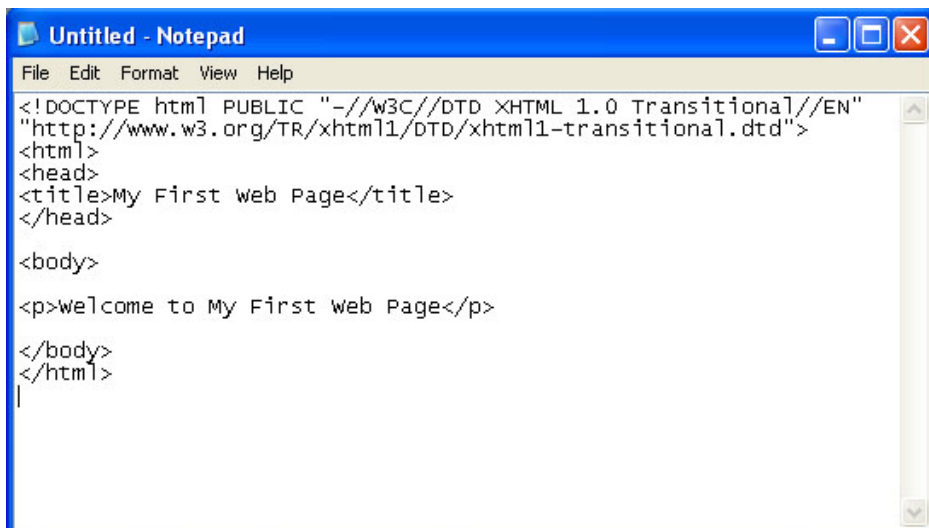 Untitled - Notepad
File Edit Format View Help
<!DOCTYPE html PUBLIC "-//W3C//DTD XHTML 1.0 Transitional//EN"
"http://www.w3.org/TR/xhtml1/DTD/xhtml1-transitional.dtd">
<html>
<head>
<title>My First Web Page</title>
</head>
<body>
<p>Welcome to My First Web Page</p>
</body>
</html>